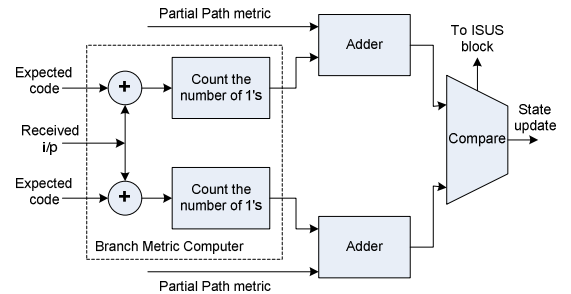 Partial Path metric
To ISUS
block
Adder
Expected
code
+
Count the
number of 1's
Received
i/p
Compare
State
update
Expected
code
+
Count the
number of 1's
Branch Metric Computer
Adder
Partial Path metric